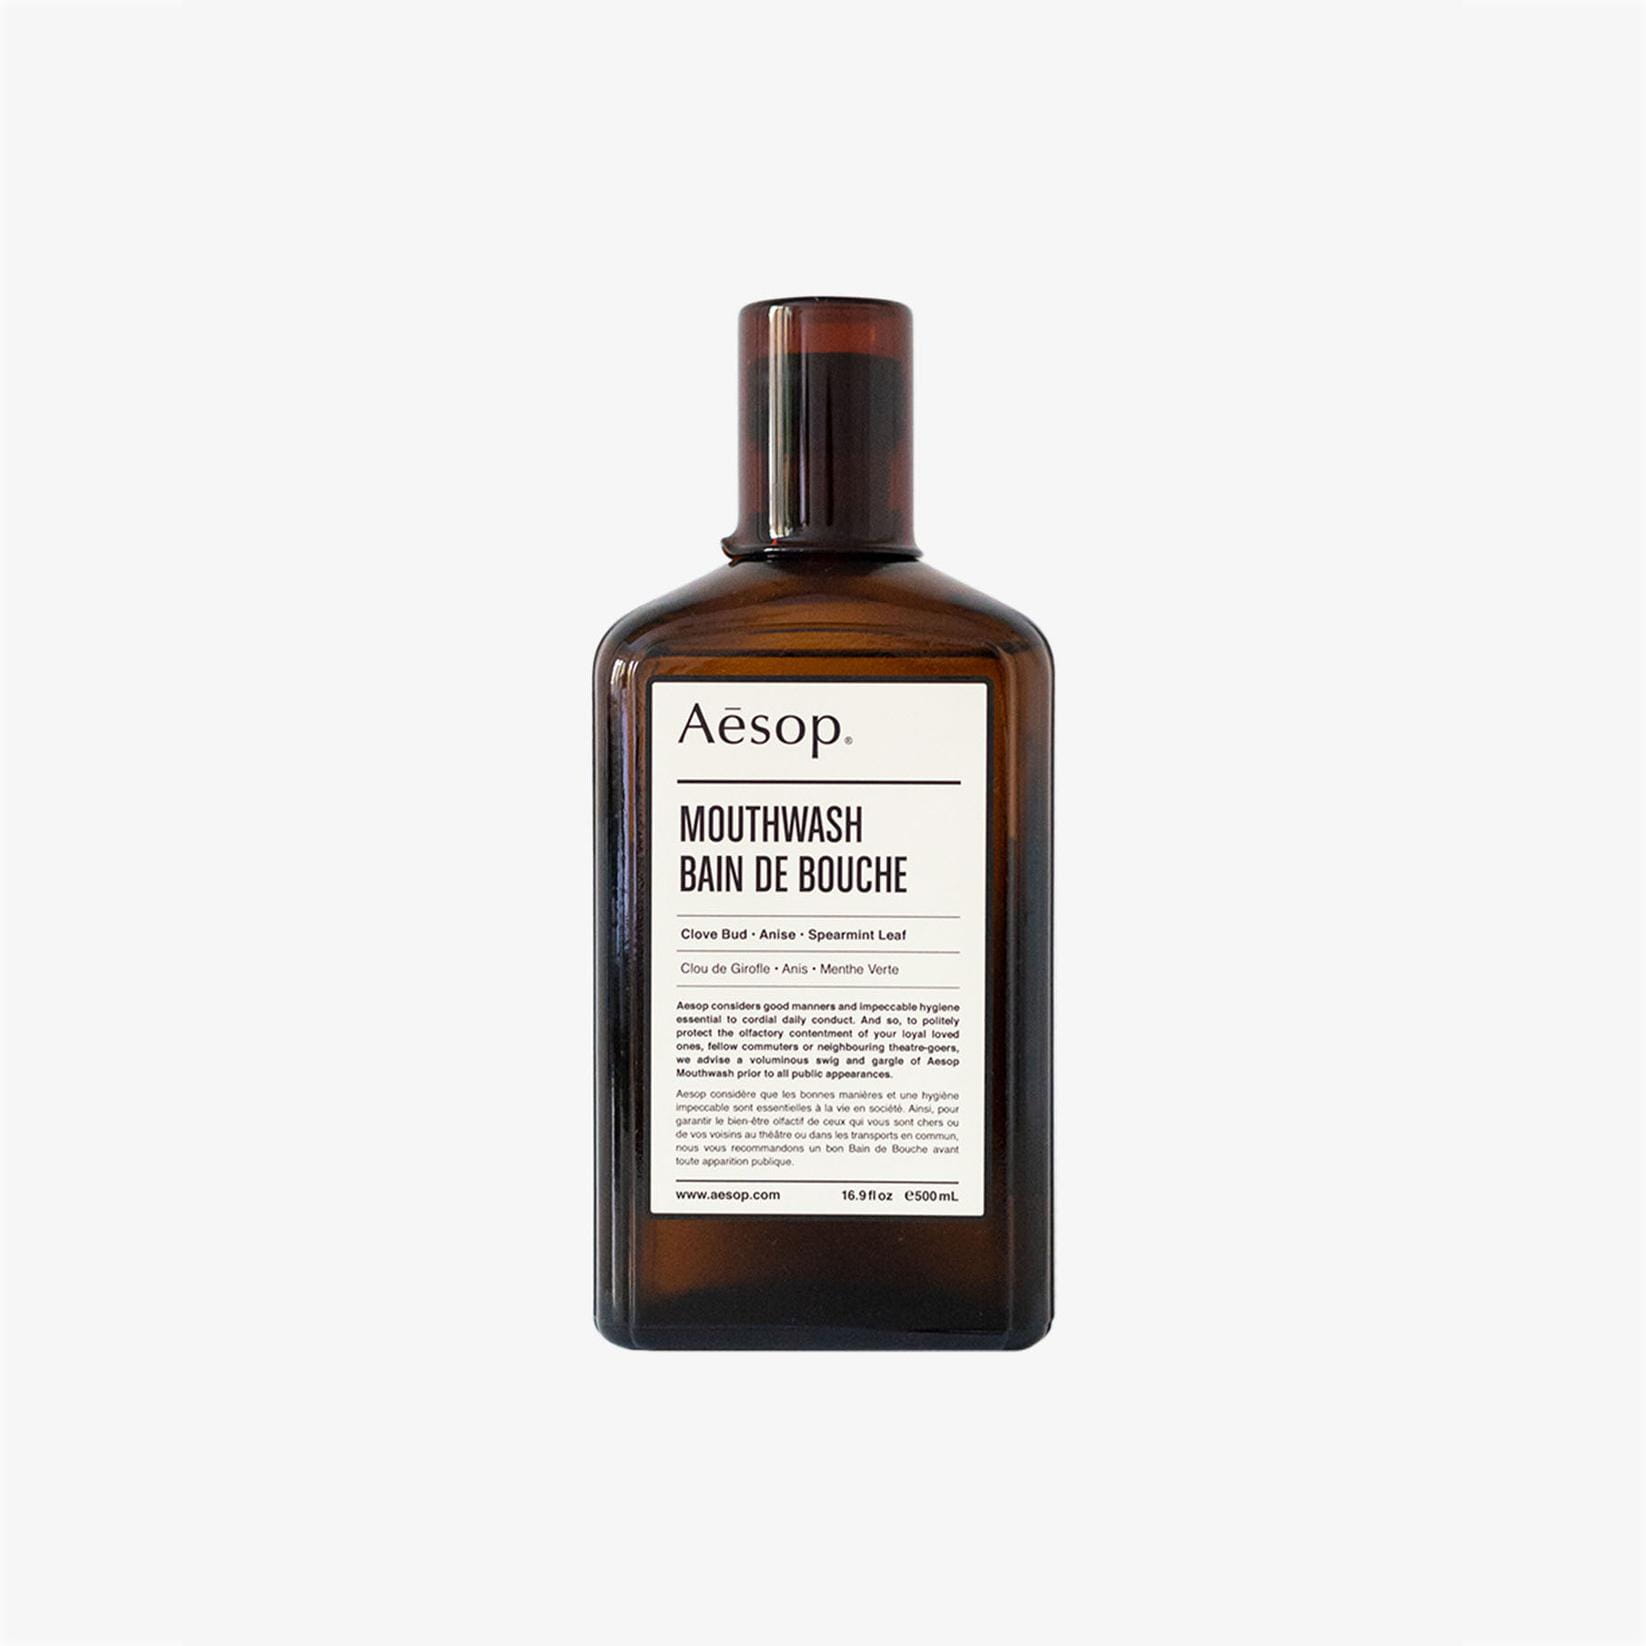 Aēsop®
MOUTHWASH
BAIN DE BOUCHE
Clove Bud · Anise · Spearmint Leaf
Clou de Girofle · Anis · Menthe Verte
Aesop considers good manners and impeccable hygiene
essential to cordial daily conduct. And so, to politely
protect the olfactory contentment of your loyal loved
ones, fellow commuters or neighbouring theatre-goers,
we advise a voluminous swig and gargle of Aesop
Mouthwash prior to all public appearances.
Aesop considère que les bonnes manières et une hygiène
impeccable sont essentielles à la vie en société. Ainsi, pour
garantir le bien-être olfactif de ceux qui vous sont chers ou
de vos voisins au théâtre ou dans les transports en commun,
nous vous recommandons un bon Bain de Bouche avant
toute apparition publique.
www.aesop.com 16.9 fl oz ℮500 mL